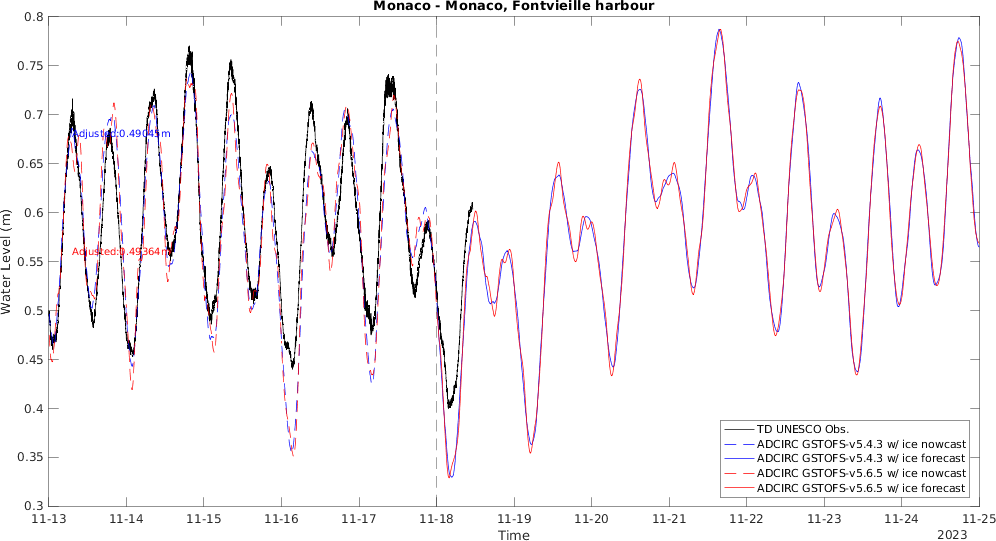 Monaco - Monaco, Fontvieille harbour
0.8
0.75
0.7
0.65
0.6
0.55
0.5
0.45
0.4
0.35
0.3
Water Level (m)
Adjusted:0.49045m
Adjusted:0.49364m
TD UNESCO Obs.
ADCIRC GSTOFS-v5.4.3 w/ ice nowcast
ADCIRC GSTOFS-v5.4.3 w/ ice forecast
ADCIRC GSTOFS-v5.6.5 w/ ice nowcast
ADCIRC GSTOFS-v5.6.5 w/ ice forecast
11-13 11-14 11-15 11-16 11-17 11-18 11-19 11-20 11-21 11-22 11-23 11-24 11-25
Time
2023